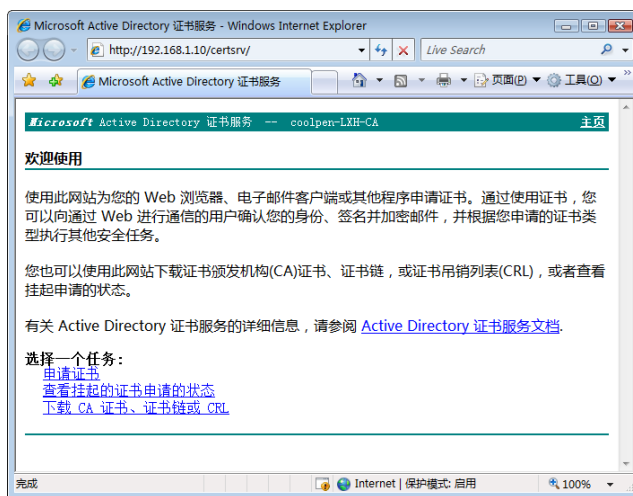 Microsoft Active Directory 证书服务 - Windows Internet Explorer
http://192.168.1.10/certsrv/
Live Search
Microsoft Active Directory 证书服务
页面(P)
工具(O)
Microsoft Active Directory 证书服务 -- coolpen-LXH-CA 主页
欢迎使用
使用此网站为您的 Web 浏览器、电子邮件客户端或其他程序申请证书。通过使用证书，您
可以向通过 Web 进行通信的用户确认您的身份、签名并加密邮件，并根据您申请的证书类
型执行其他安全任务。
您也可以使用此网站下载证书颁发机构(CA)证书、证书链，或证书吊销列表(CRL)，或者查看
挂起申请的状态。
有关 Active Directory 证书服务的详细信息，请参阅 Active Directory 证书服务文档.
选择一个任务:
申请证书
查看挂起的证书申请的状态
下载 CA 证书、证书链或 CRL
完成
Internet | 保护模式: 启用
100%